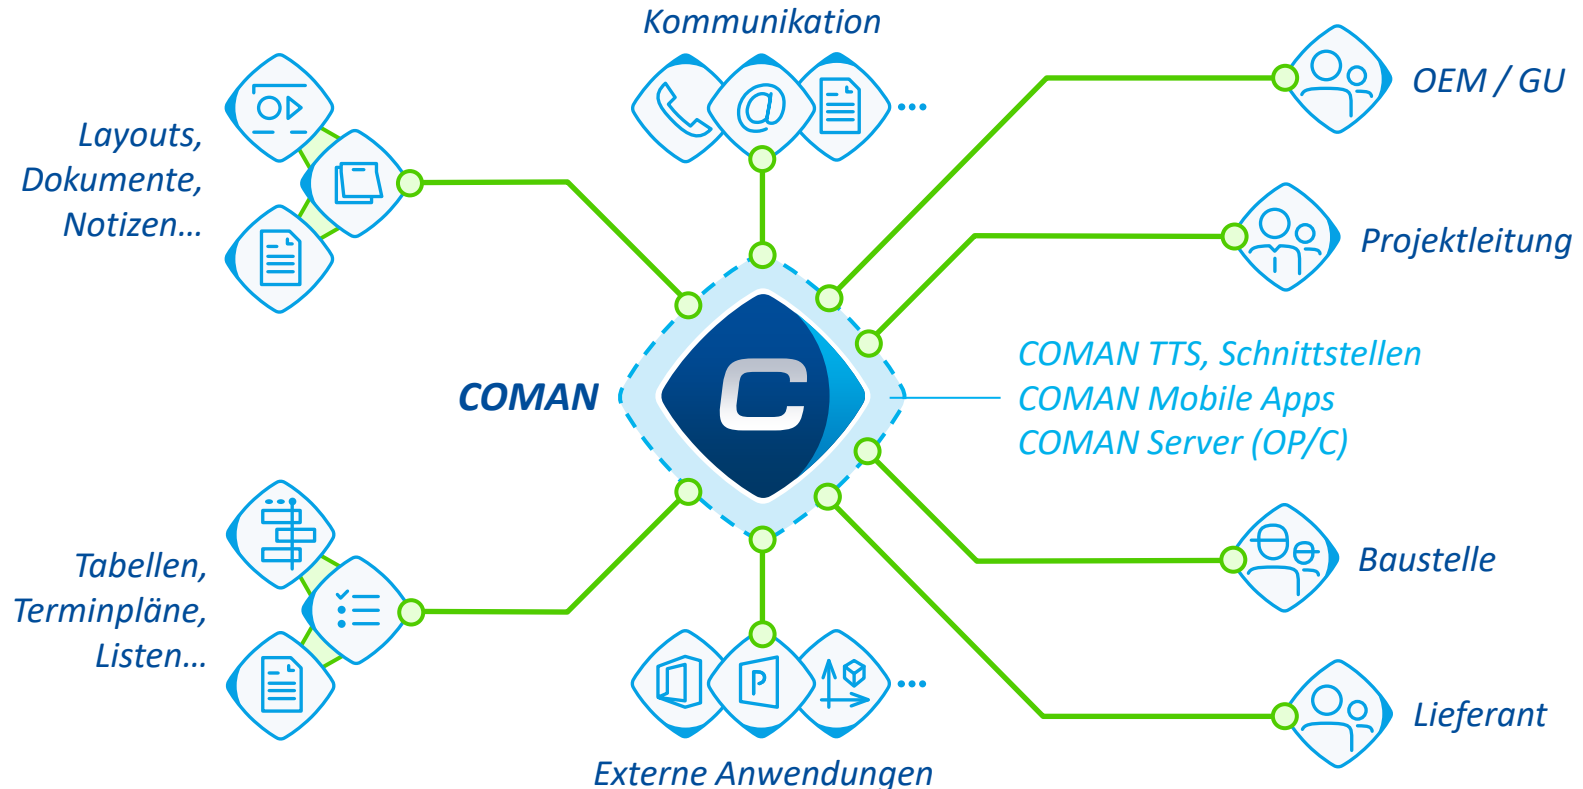 Kommunikation
OEM / GU
Layouts,
Dokumente,
Notizen...
@
Projektleitung
COMAN TTS, Schnittstellen
COMAN Mobile Apps
COMAN Server (OP/C)
COMAN
C
Tabellen,
Terminpläne,
Listen...
Baustelle
P
Lieferant
Externe Anwendungen